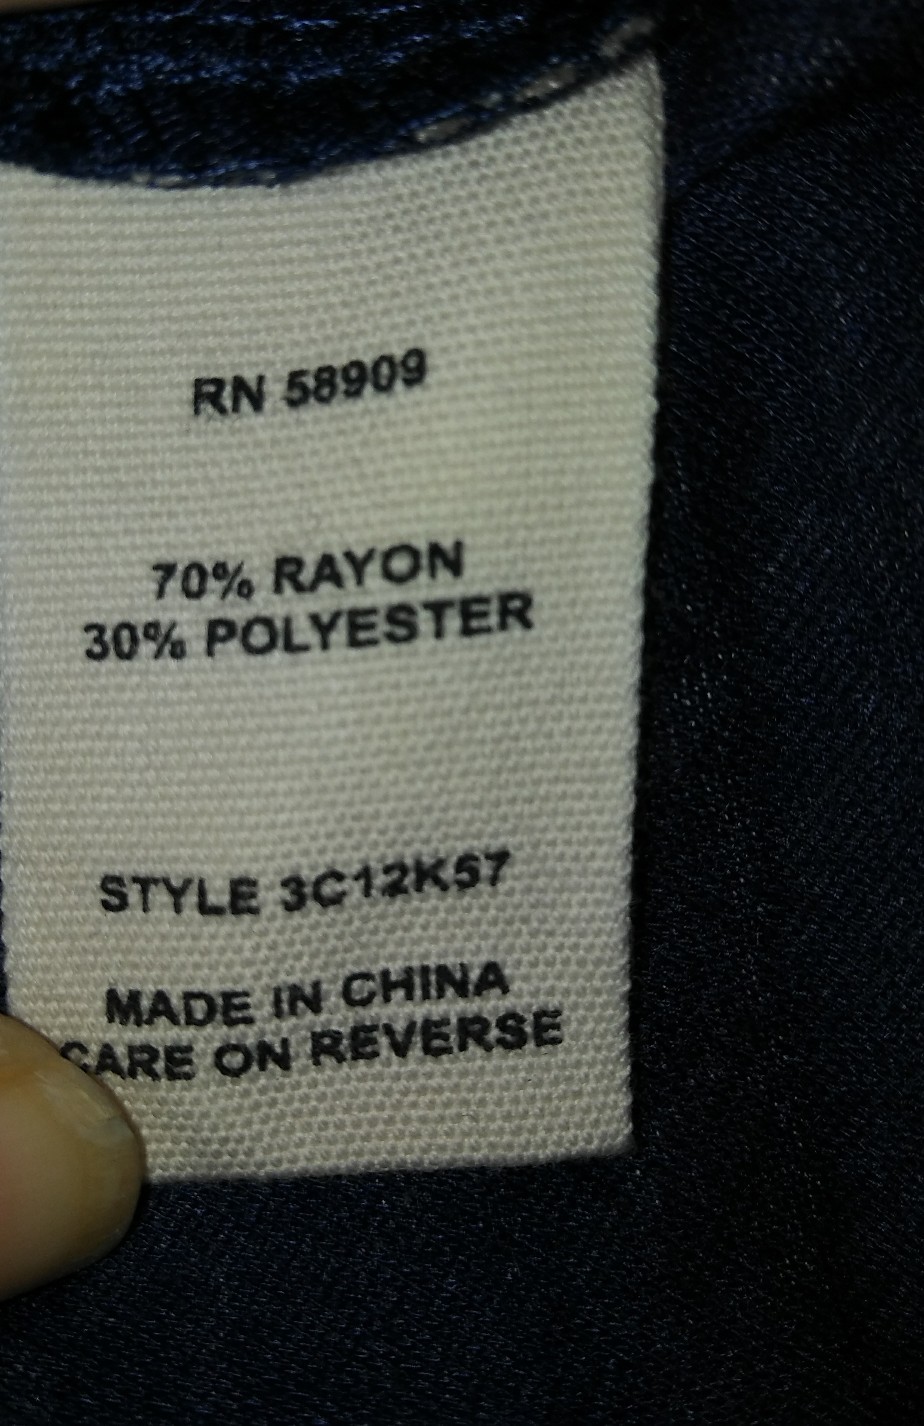 RN 58909
70% RAYON
30% POLYESTER
STYLE 3C12K57
MADE IN CHINA
CARE ON REVERSE